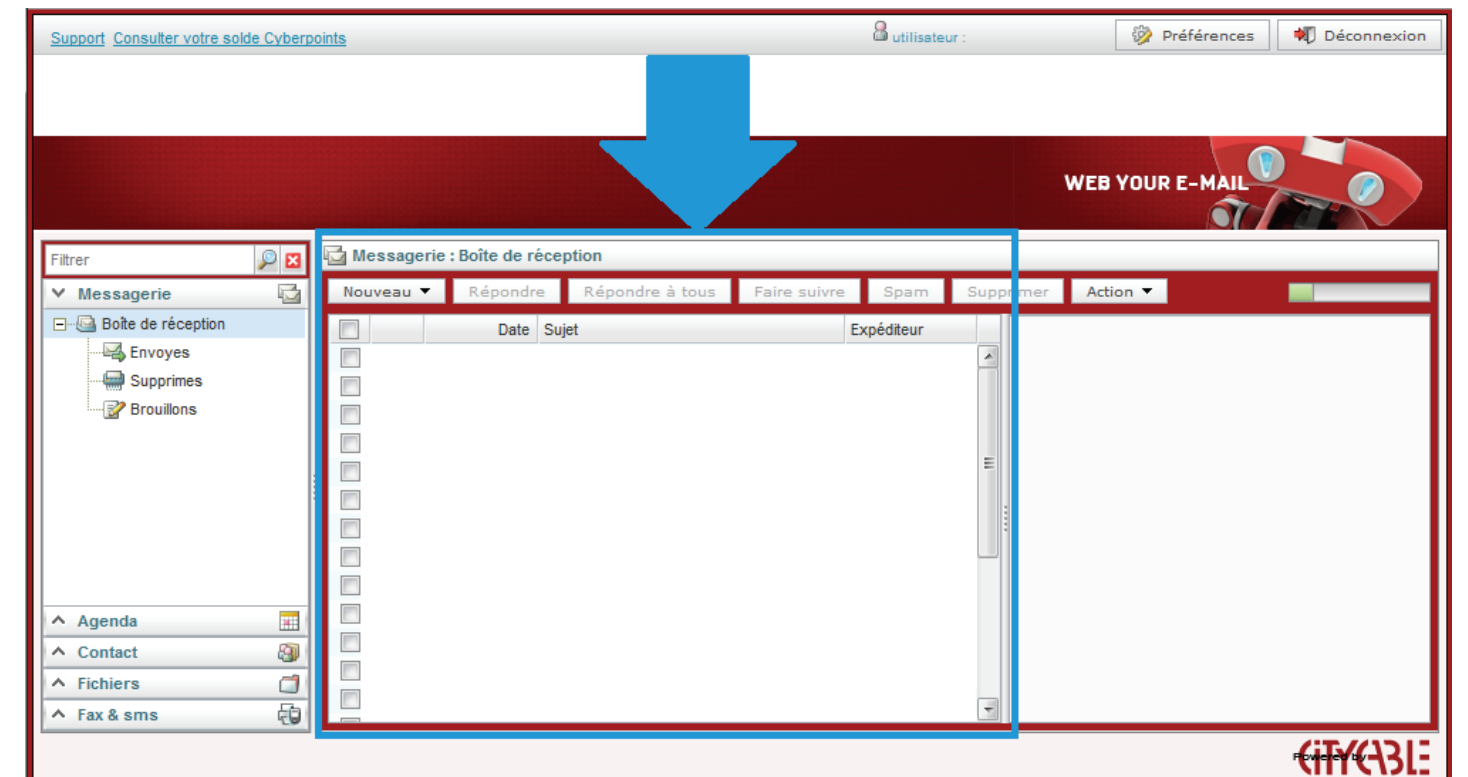 Support Consulter votre solde Cyberpoints utilisateur : Préférences Déconnexion
WEB YOUR E-MAIL
Filtrer
Messagerie
Boîte de réception
Envoyes
Supprimes
Brouillons
Agenda
Contact
Fichiers
Fax & sms
Messagerie : Boîte de réception
Nouveau Répondre Répondre à tous Faire suivre Spam Supprimer Action
Date Sujet Expéditeur
Powered by CiTYCABLE